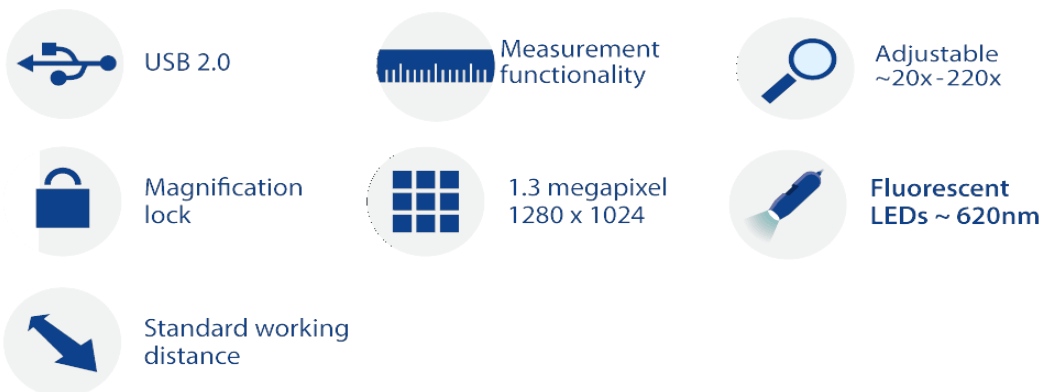 USB 2.0
Measurement
functionality
Adjustable
~20x-220x
Magnification
lock
1.3 megapixel
1280 x 1024
Fluorescent
LEDs ~ 620nm
Standard working
distance